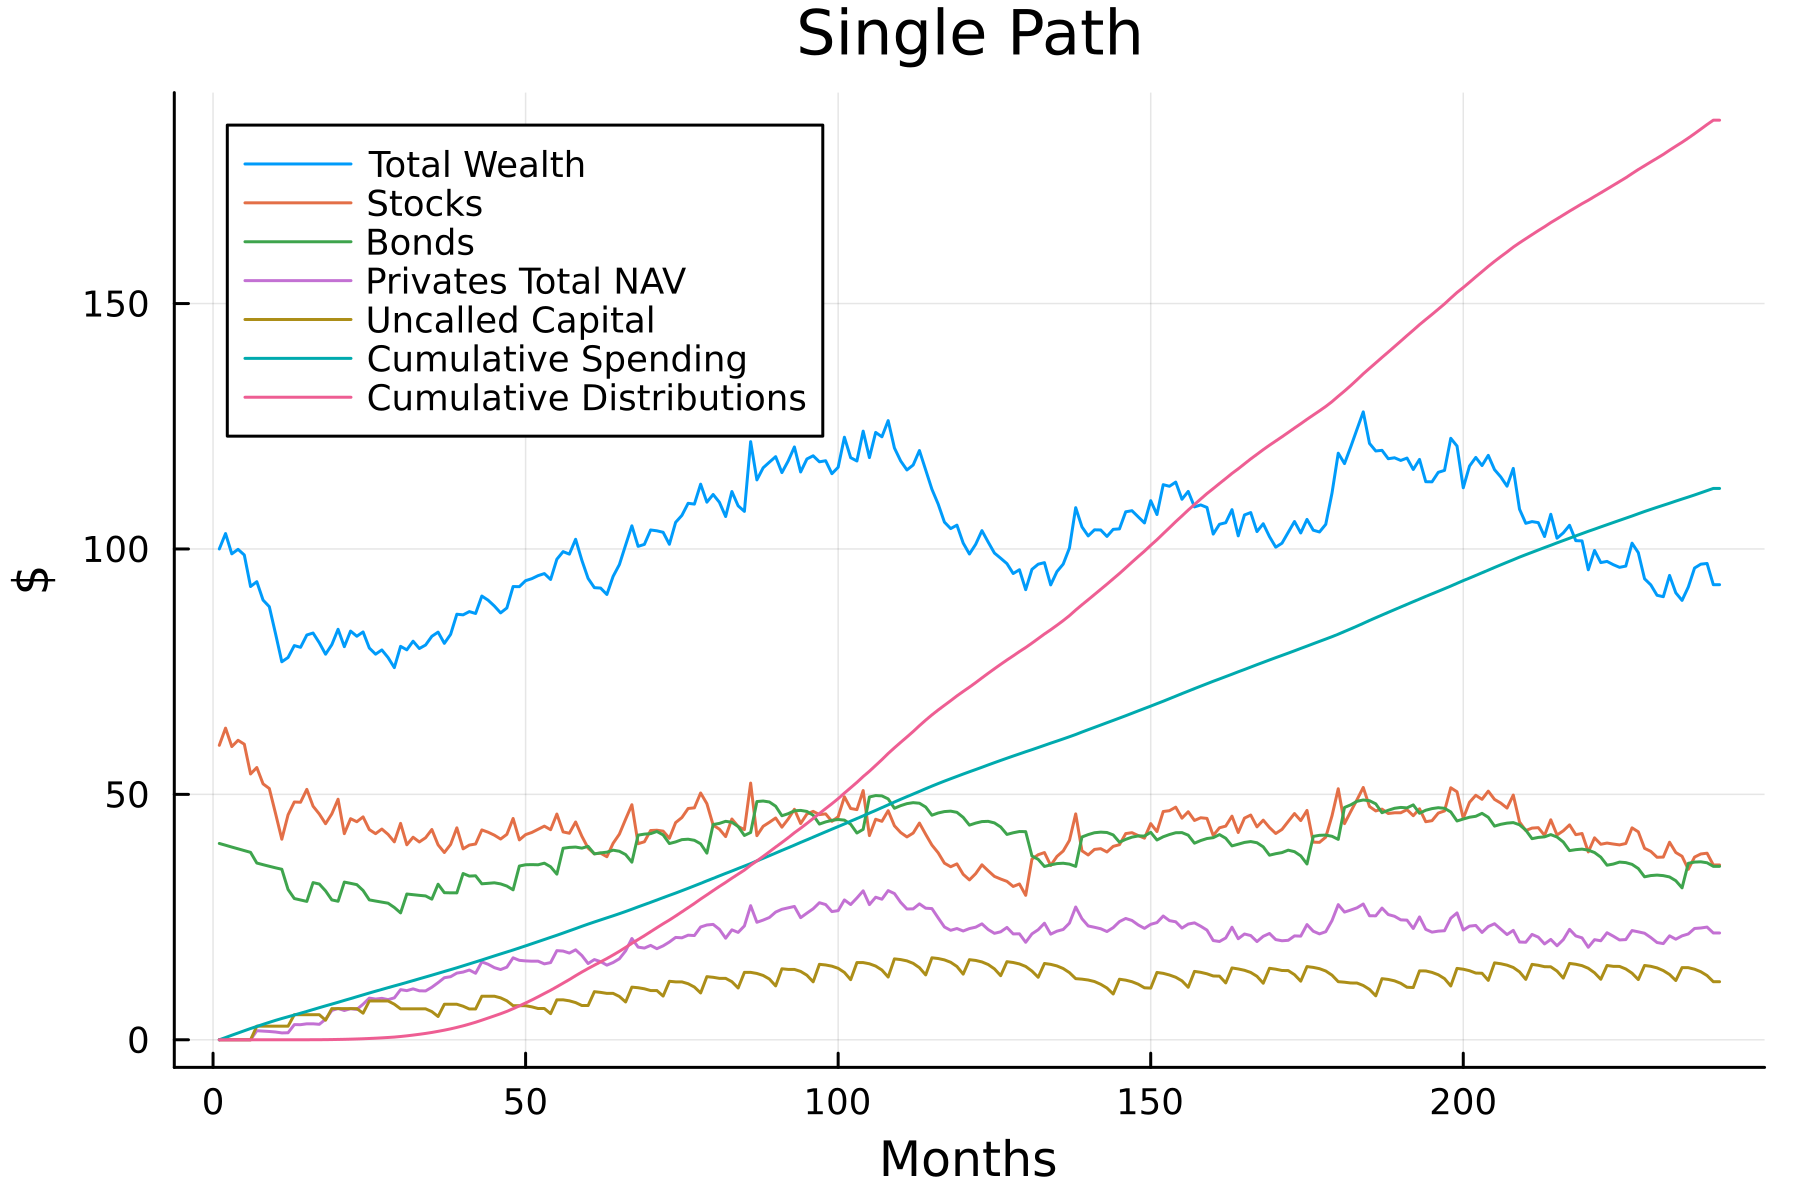 Single Path
Total Wealth
Stocks
Bonds
Privates Total NAV
Uncalled Capital
Cumulative Spending
Cumulative Distributions
150
100
50
0
$
0 50 100 150 200
Months